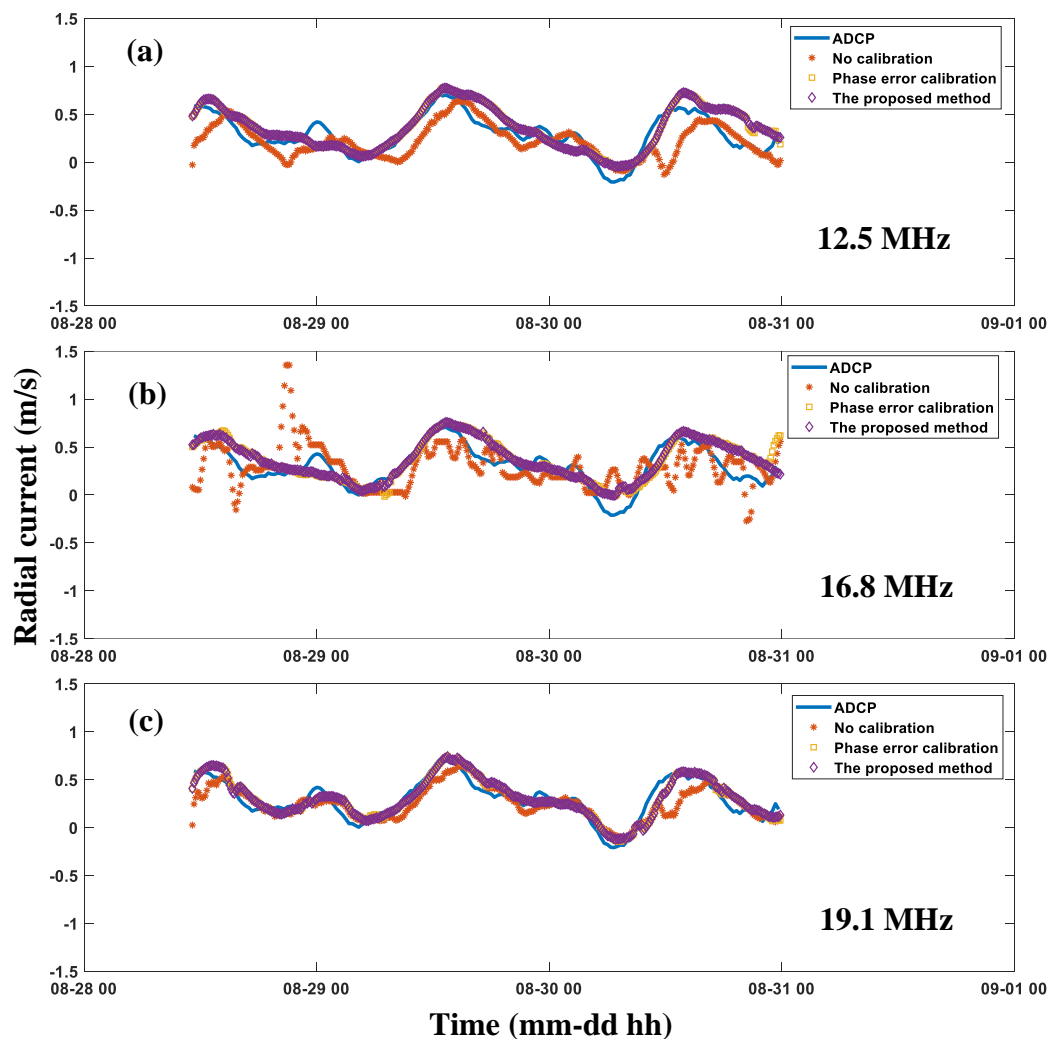 (a)
ADCP
No calibration
Phase error calibration
The proposed method
12.5 MHz
1.5
1
0.5
0
-0.5
-1
-1.5
08-28 00
08-29 00
08-30 00
08-31 00
09-01 00
Radial current (m/s)
(b)
ADCP
No calibration
Phase error calibration
The proposed method
16.8 MHz
1.5
1
0.5
0
-0.5
-1
-1.5
08-28 00
08-29 00
08-30 00
08-31 00
09-01 00
(c)
ADCP
No calibration
Phase error calibration
The proposed method
19.1 MHz
1.5
1
0.5
0
-0.5
-1
-1.5
08-28 00
08-29 00
08-30 00
08-31 00
09-01 00
Time (mm-dd hh)